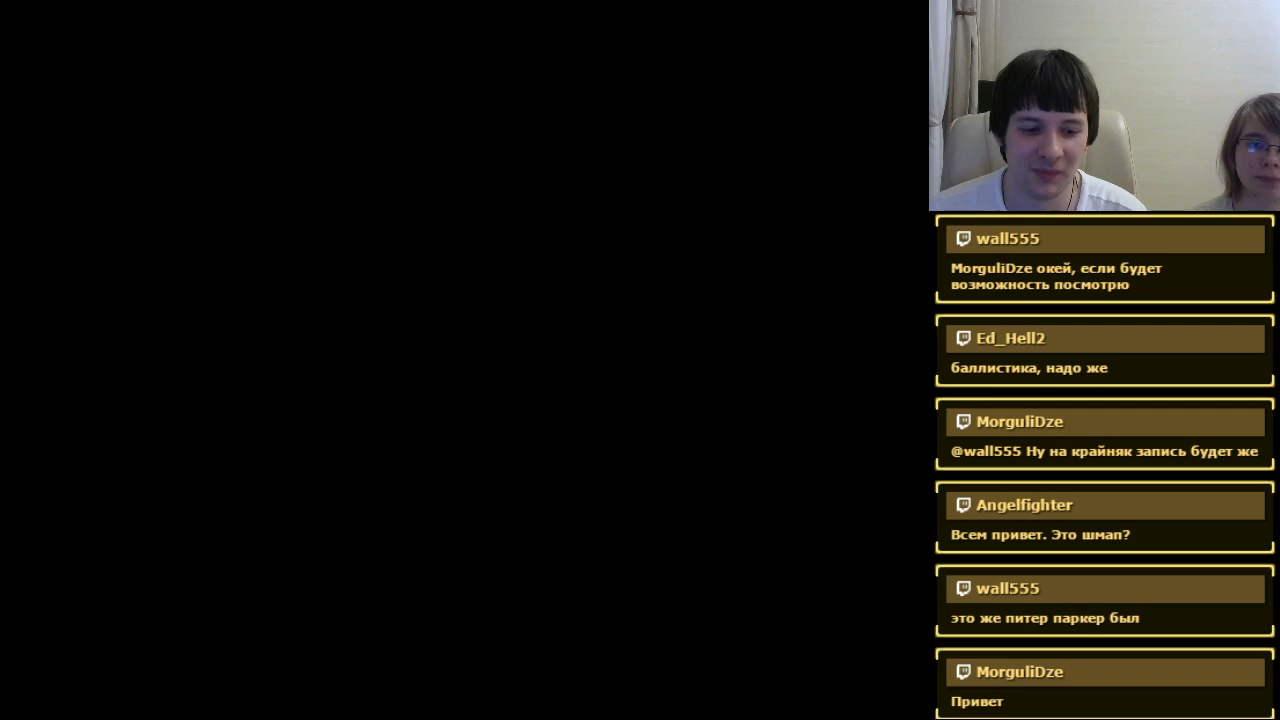 wall555
MorguliDze окей, если будет
возможность посмотрю
Ed_Hell2
баллистика, надо же
MorguliDze
@wall555 Ну на крайняк запись будет же
Angelfighter
Всем привет. Это шмап?
wall555
это же питер паркер был
MorguliDze
Привет